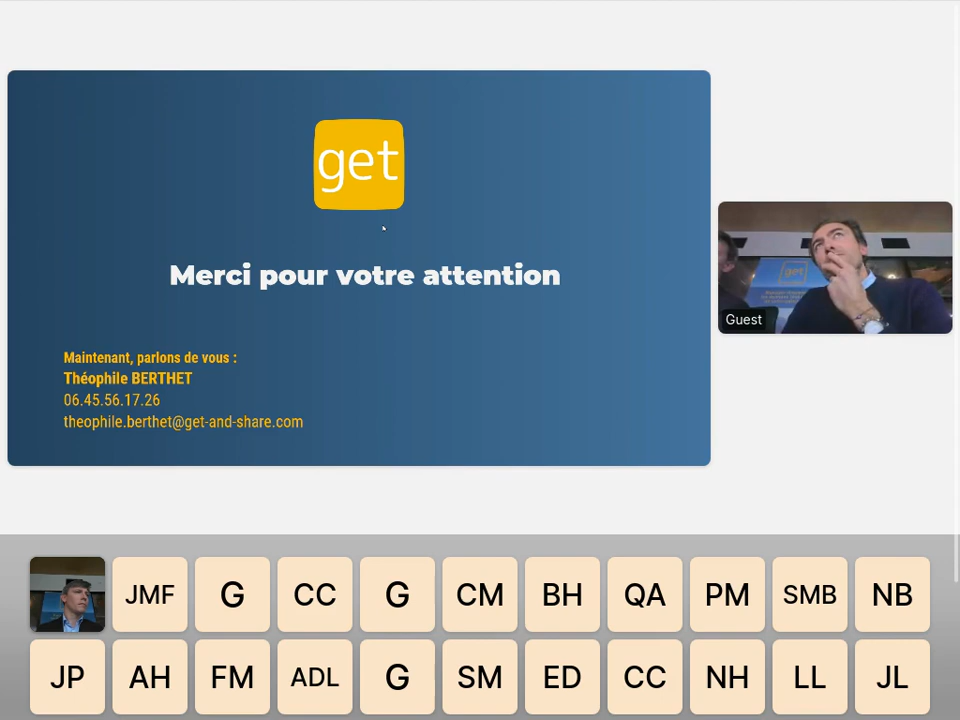 get
Merci pour votre attention
Maintenant, parlons de vous :
Théophile BERTHET
06.45.56.17.26
theophile.berthet@get-and-share.com
get
Guest
JMF G CC G CM BH QA PM SMB NB
JP AH FM ADL G SM ED CC NH LL JL